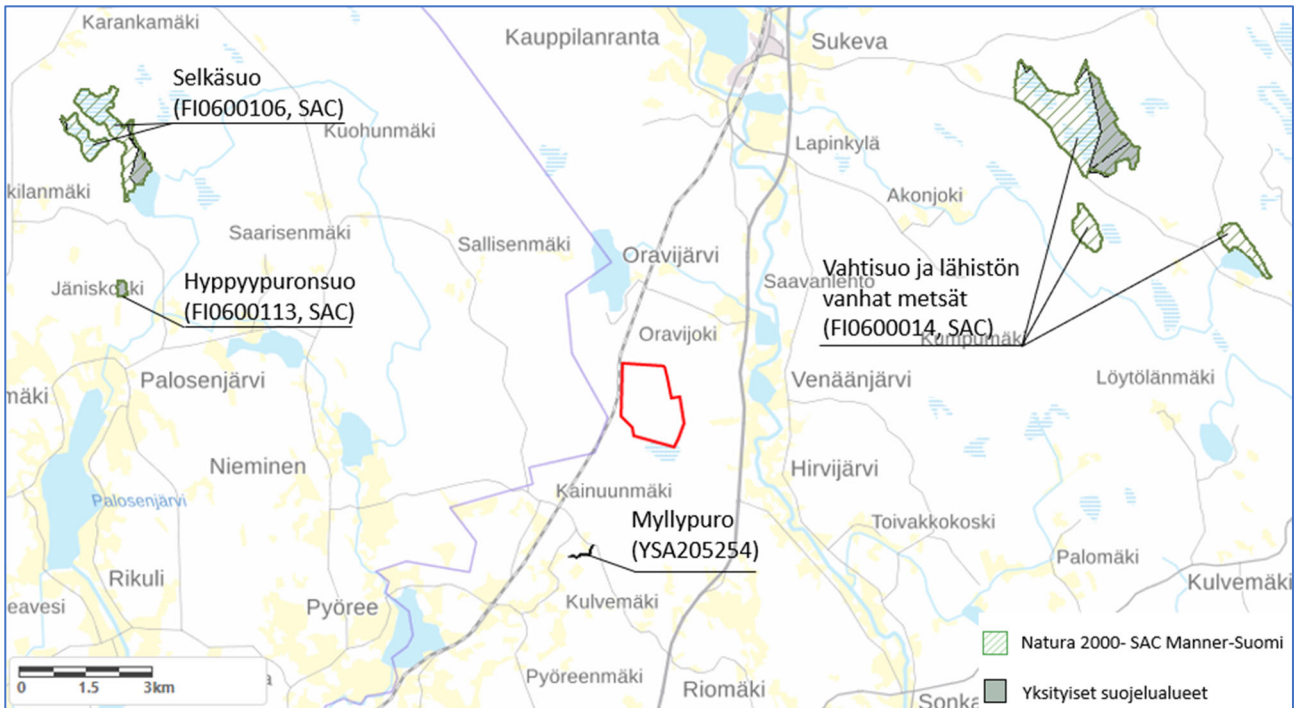 Karankamäki
Kauppilanranta
Sukeva
Selkäsuo
(FI0600106, SAC)
Kuohunmäki
Lapinkylä
kilanmäki
Akonjoki
Saarisenmäki
Sallisenmäki
Oravijärvi
Vahtisuo ja lähistön
vanhat metsät
(FI0600014, SAC)
Saavanlehto
Jäniskoski
Hyppyypuronsuo
(FI0600113, SAC)
Oravijoki
Kumpumäki
Palosenjärvi
Venäänjärvi
Löytölänmäki
mäki
Nieminen
Hirvijärvi
Palosenjärvi
Kainuunmäki
Myllypuro
(YSA205254)
Toivakkokoski
Palomäki
Kulvemäki
Rikuli
eavesi
Pyöree
Kulvemäki
Natura 2000- SAC Manner-Suomi
Pyöreenmäki
Riomäki
Sonka
Yksityiset suojelualueet
0 1.5 3km